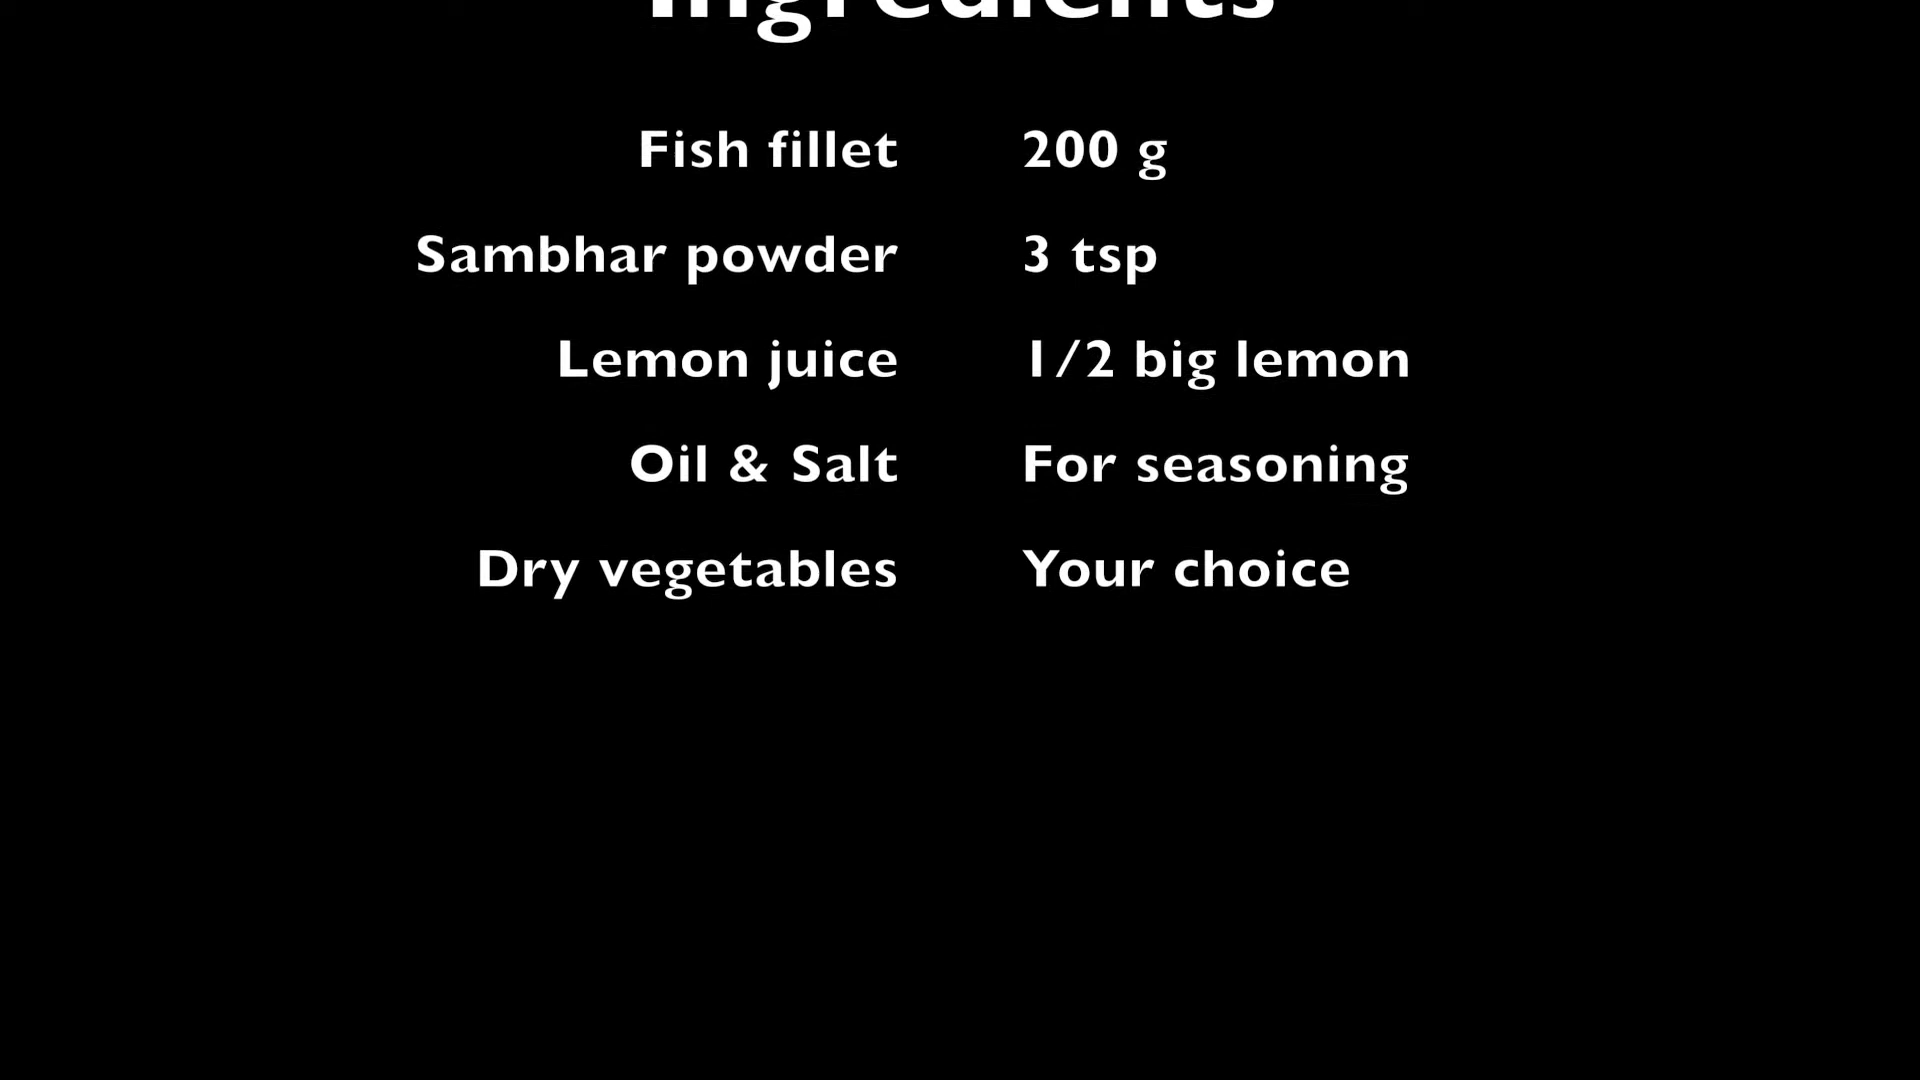 Ingredients
Fish fillet 200 g
Sambhar powder 3 tsp
Lemon juice 1/2 big lemon
Oil & Salt For seasoning
Dry vegetables Your choice